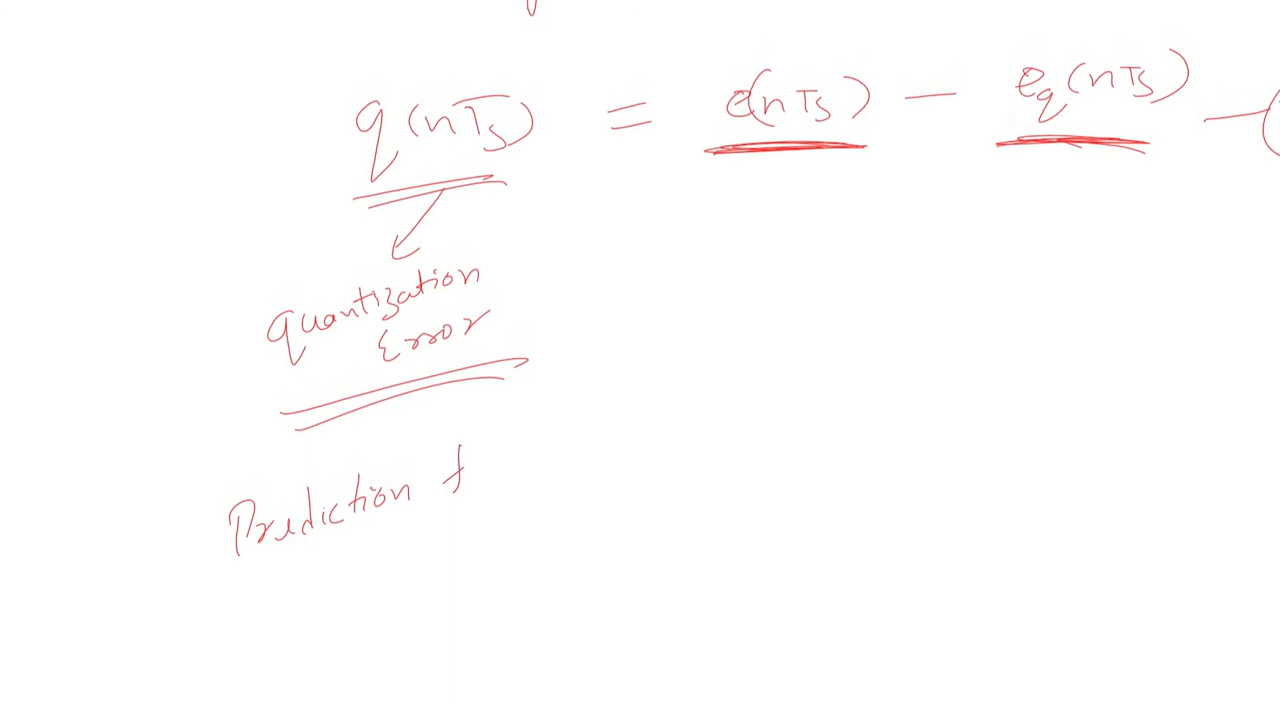 q(nTs) = e(nTs) - eq(nTs) - (
quantization
Error
Prediction f